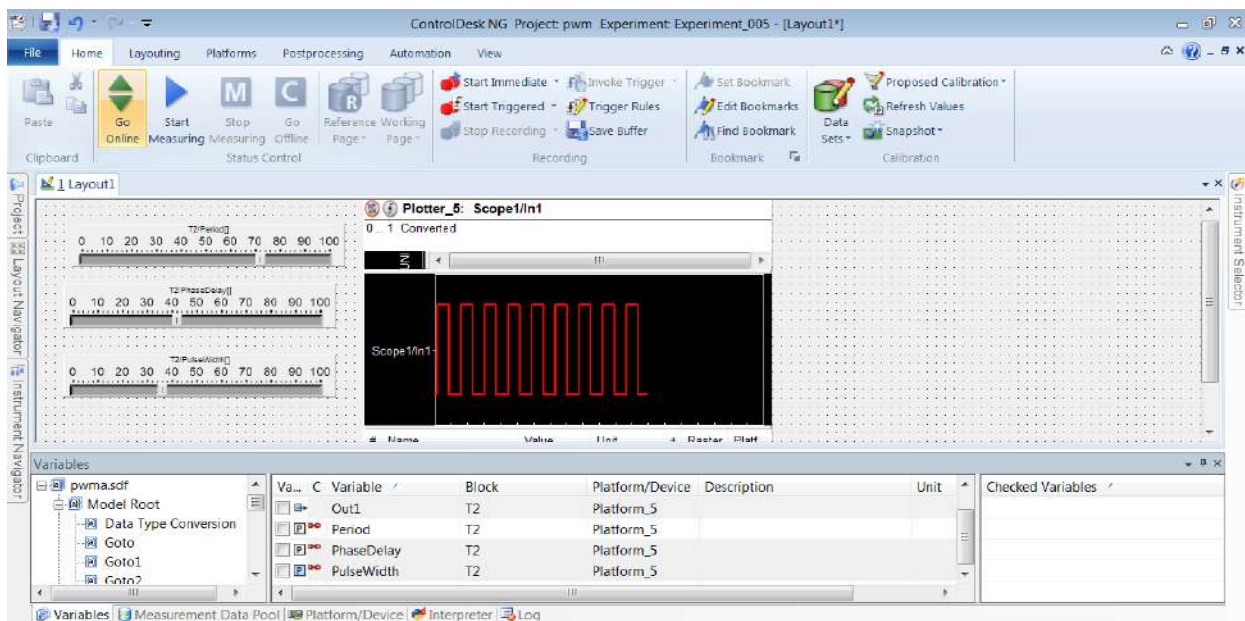 ControlDesk NG Project: pwm Experiment: Experiment_005 - [Layout1*]
File Home Layouting Platforms Postprocessing Automation View
Paste
Go Online
Start Measuring
Stop Measuring
Go Offline
Reference Page
Working Page
Start Immediate
Start Triggered
Stop Recording
Invoke Trigger
Trigger Rules
Save Buffer
Set Bookmark
Edit Bookmarks
Find Bookmark
Data Sets
Proposed Calibration
Refresh Values
Snapshot
Clipboard Status Control Recording Bookmark Calibration
1 Layout1
Project
Layout Navigator
Instrument Navigator
Instrument Selector
T2/Period[]
0 10 20 30 40 50 60 70 80 90 100
T2/PhaseDelay[]
0 10 20 30 40 50 60 70 80 90 100
T2/PulseWidth[]
0 10 20 30 40 50 60 70 80 90 100
Plotter_5: Scope1/In1
0 .. 1 Converted
UNI
Scope1/In1
# Name Value Unit + Raster Platf
Variables
pwma.sdf
Model Root
Data Type Conversion
Goto
Goto1
Goto2
Va... C Variable Block Platform/Device Description Unit
Out1 T2 Platform_5
P Period T2 Platform_5
P PhaseDelay T2 Platform_5
P PulseWidth T2 Platform_5
Checked Variables
Variables Measurement Data Pool Platform/Device Interpreter Log